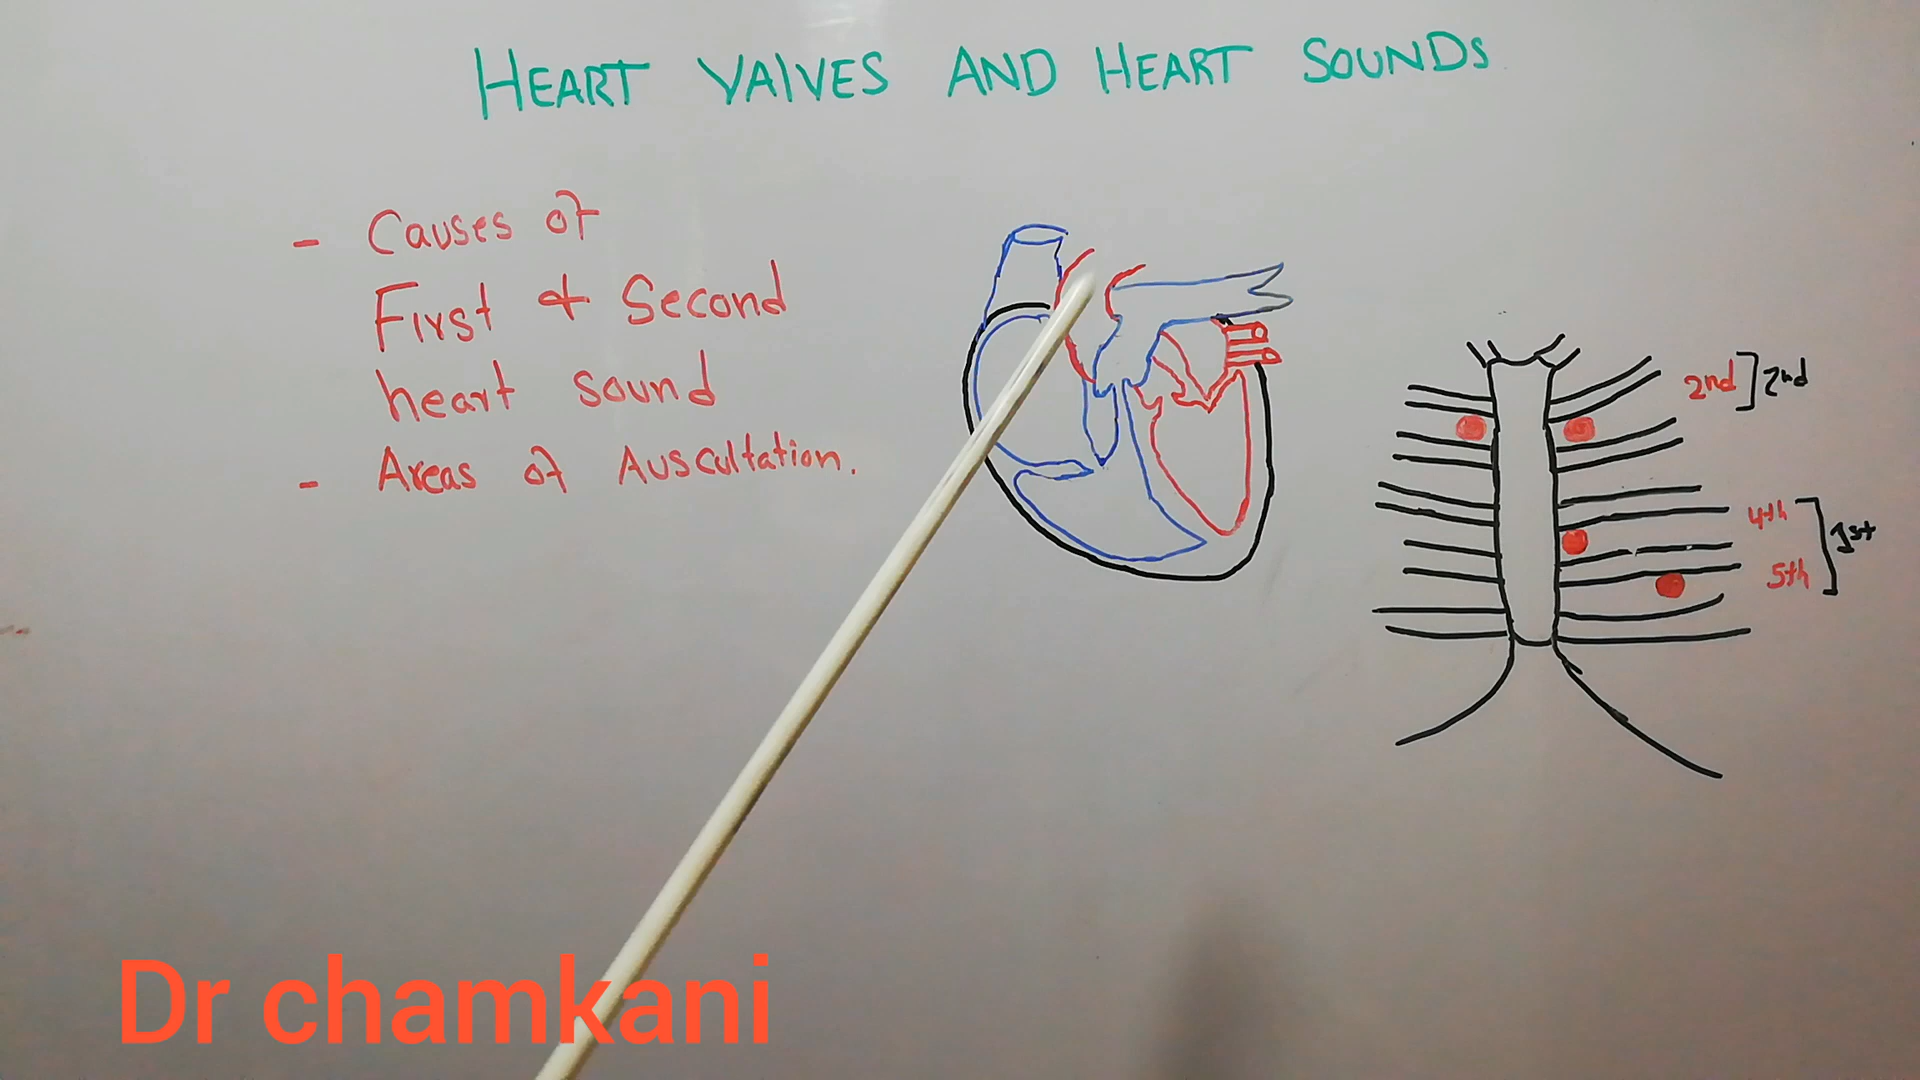 HEART VALVES AND HEART SOUNDS
- Causes of
First & Second
heart sound
- Areas of Auscultation.
2nd ] 2nd
4th
1st
5th
Dr chamkani